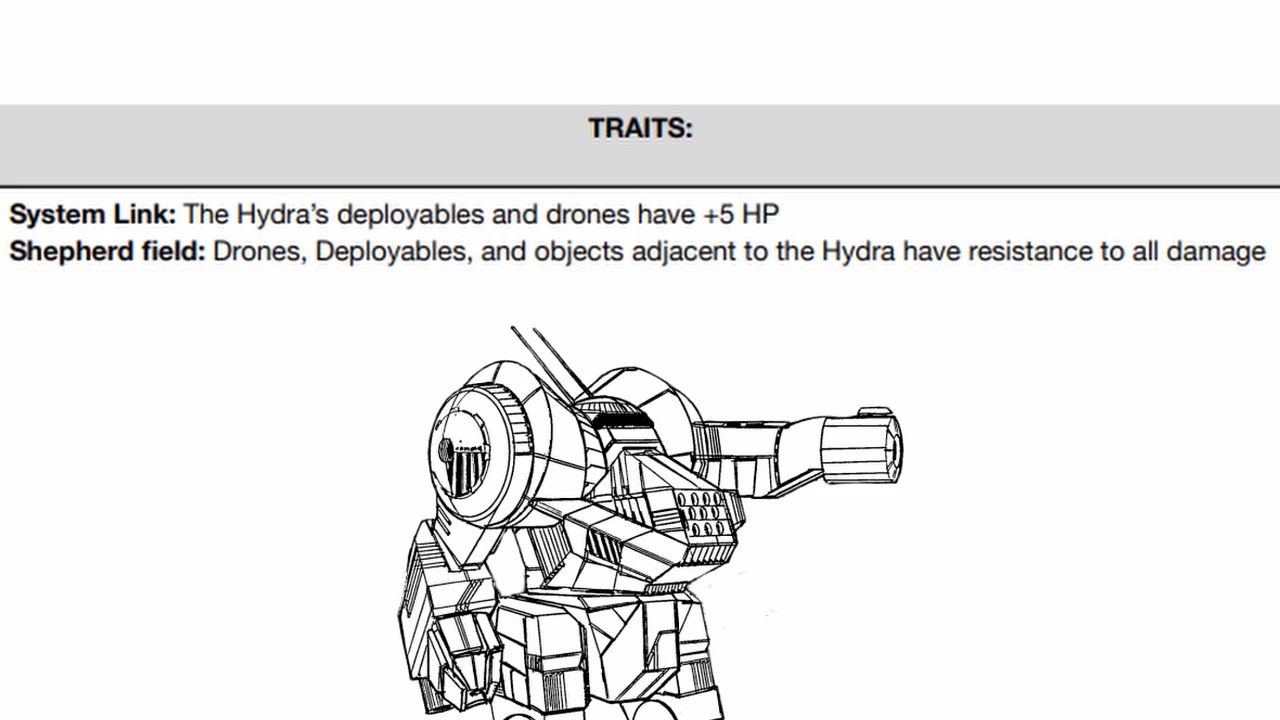 TRAITS:
System Link: The Hydra’s deployables and drones have +5 HP
Shepherd field: Drones, Deployables, and objects adjacent to the Hydra have resistance to all damage